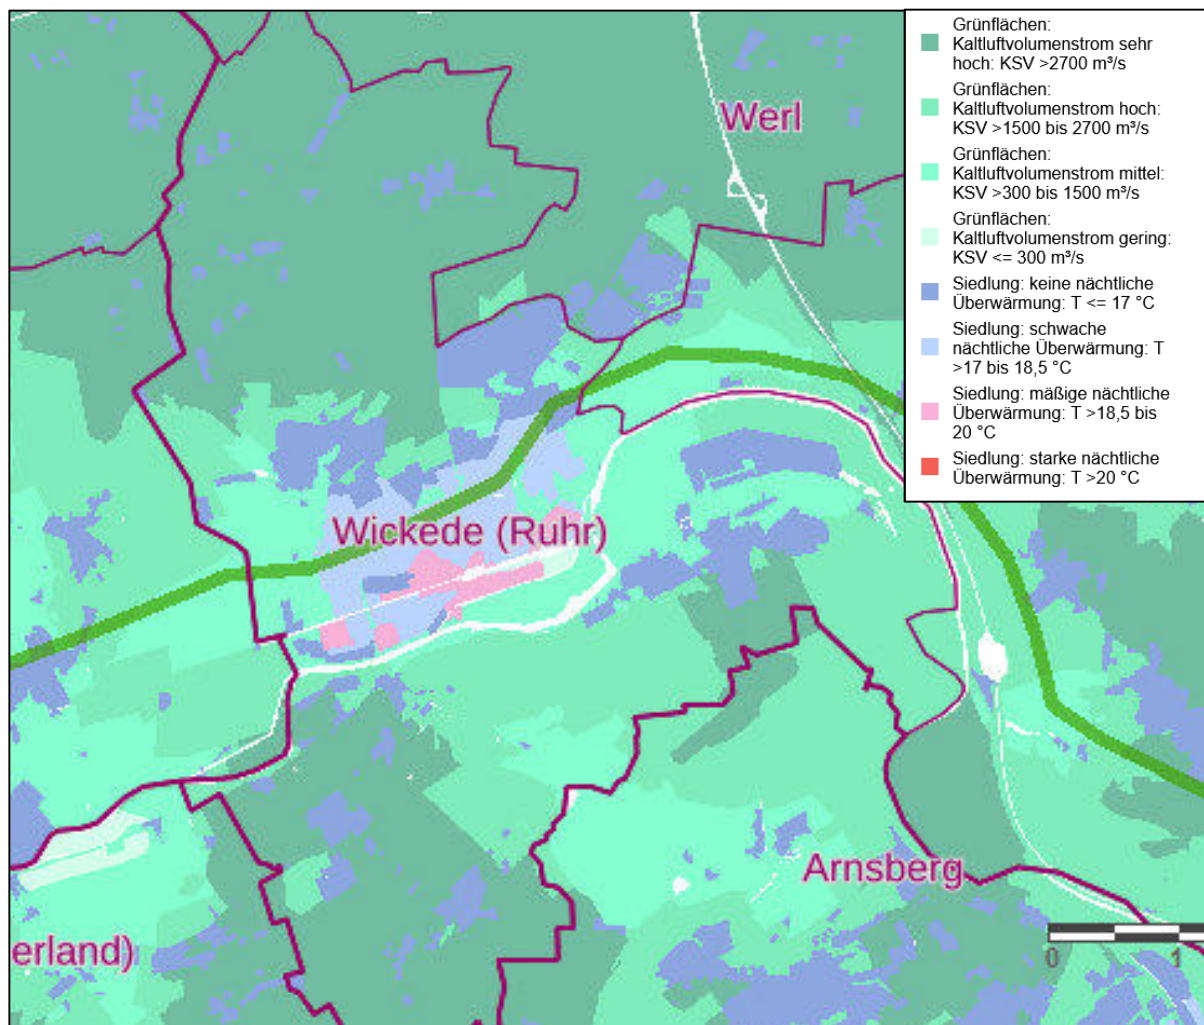 Grünflächen:
Kaltluftvolumenstrom sehr
hoch: KSV >2700 m³/s
Grünflächen:
Kaltluftvolumenstrom hoch:
KSV >1500 bis 2700 m³/s
Grünflächen:
Kaltluftvolumenstrom mittel:
KSV >300 bis 1500 m³/s
Grünflächen:
Kaltluftvolumenstrom gering:
KSV <= 300 m³/s
Siedlung: keine nächtliche
Überwärmung: T <= 17 °C
Siedlung: schwache
nächtliche Überwärmung: T
>17 bis 18,5 °C
Siedlung: mäßige nächtliche
Überwärmung: T >18,5 bis
20 °C
Siedlung: starke nächtliche
Überwärmung: T >20 °C
Werl
Wickede (Ruhr)
Arnsberg
erland)
0 1